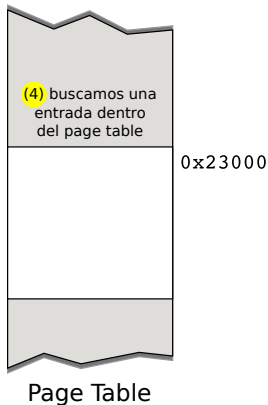 (4) buscamos una
entrada dentro
del page table
0x23000
Page Table